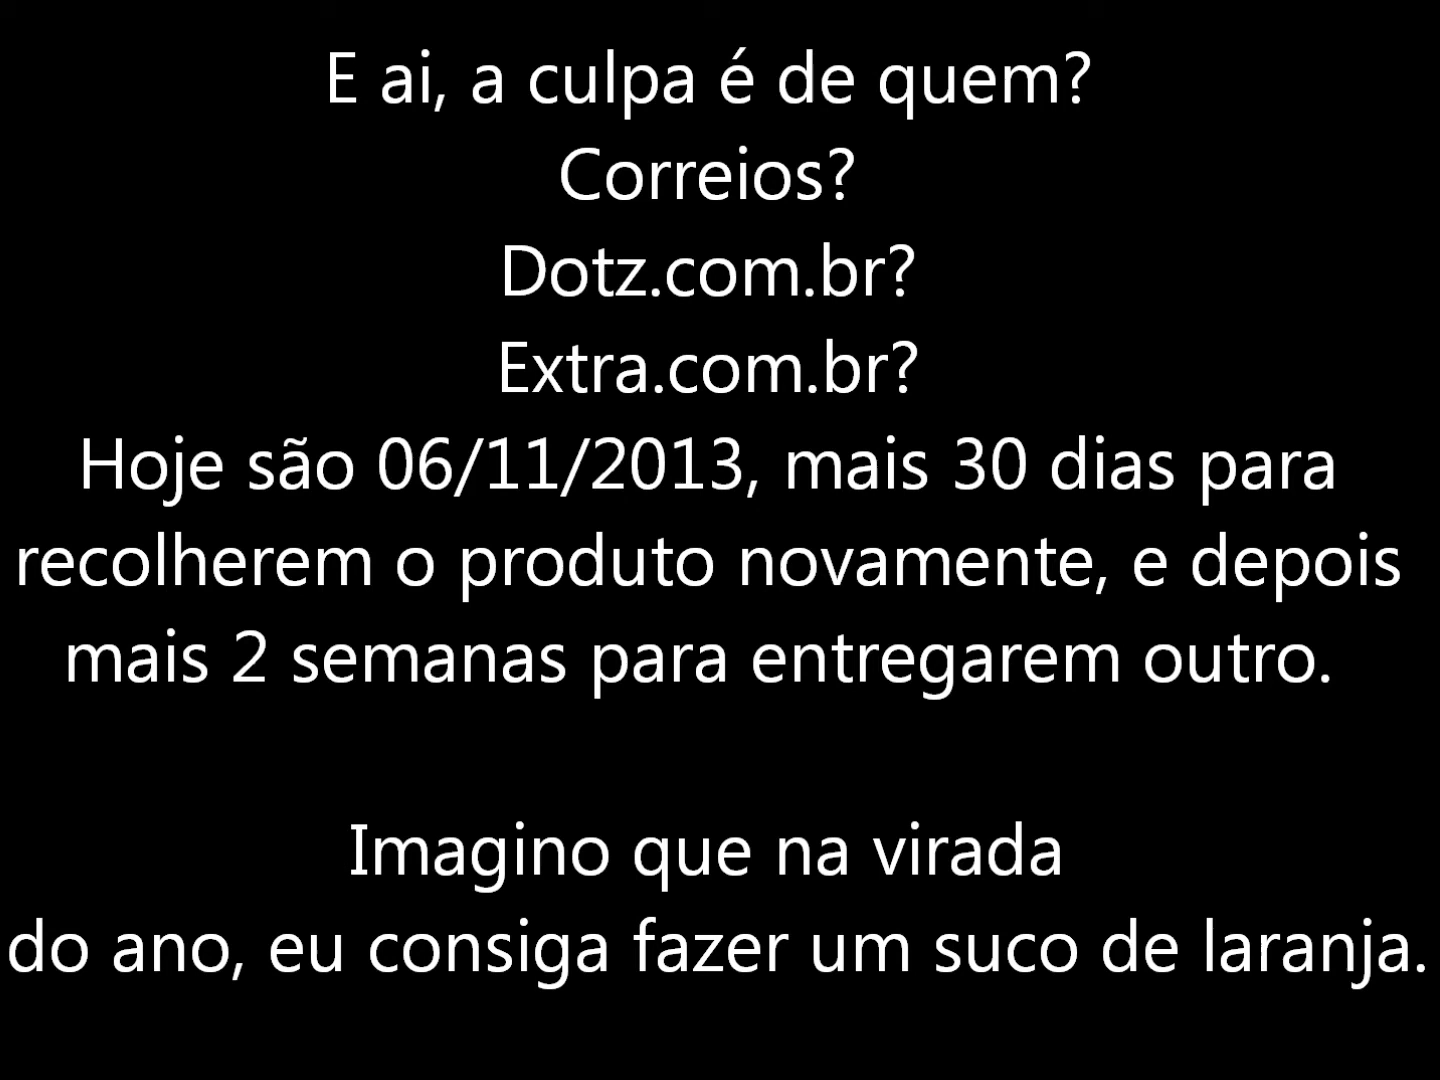 E ai, a culpa é de quem?
Correios?
Dotz.com.br?
Extra.com.br?
Hoje são 06/11/2013, mais 30 dias para
recolherem o produto novamente, e depois
mais 2 semanas para entregarem outro.
Imagino que na virada
do ano, eu consiga fazer um suco de laranja.